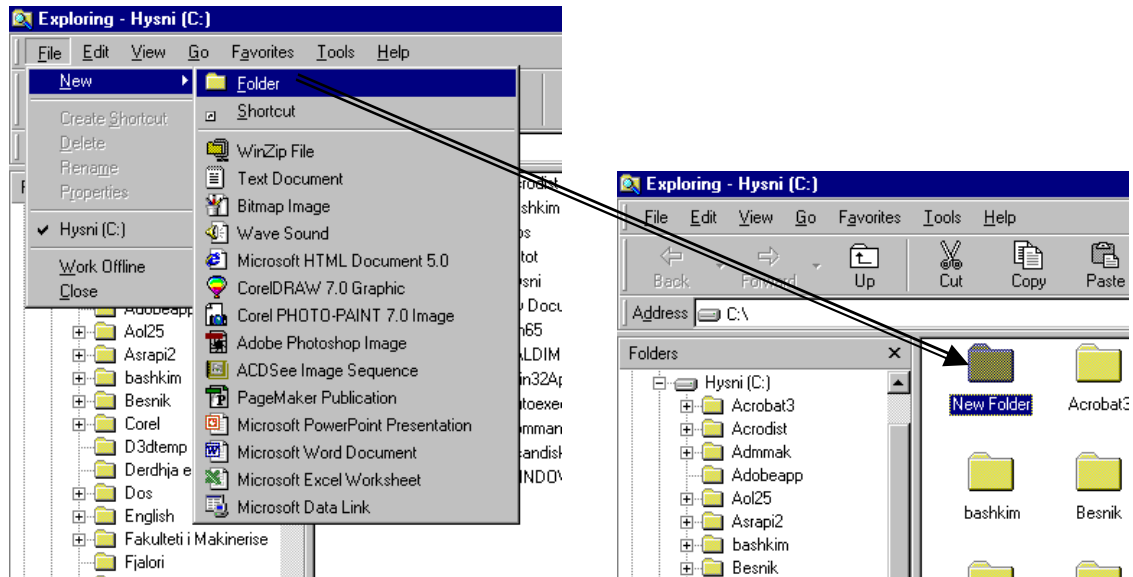 Exploring - Hysni (C:)
File Edit View Go Favorites Tools Help
New
Create Shortcut
Delete
Rename
Properties
Hysni (C:)
Work Offline
Close
Folder
Shortcut
WinZip File
Text Document
Bitmap Image
Wave Sound
Microsoft HTML Document 5.0
CorelDRAW 7.0 Graphic
Corel PHOTO-PAINT 7.0 Image
Adobe Photoshop Image
ACDSee Image Sequence
PageMaker Publication
Microsoft PowerPoint Presentation
Microsoft Word Document
Microsoft Excel Worksheet
Microsoft Data Link
Adobeapp
Aol25
Asrapi2
bashkim
Besnik
Corel
D3dtemp
Derdhja e
Dos
English
Fakulteti i Makinerise
Fjalori
Exploring - Hysni (C:)
File Edit View Go Favorites Tools Help
Back Forward Up Cut Copy Paste
Address C:\
Folders
Hysni (C:)
Acrobat3
Acrodist
Admmak
Adobeapp
Aol25
Asrapi2
bashkim
Besnik
New Folder Acrobat3
bashkim Besnik